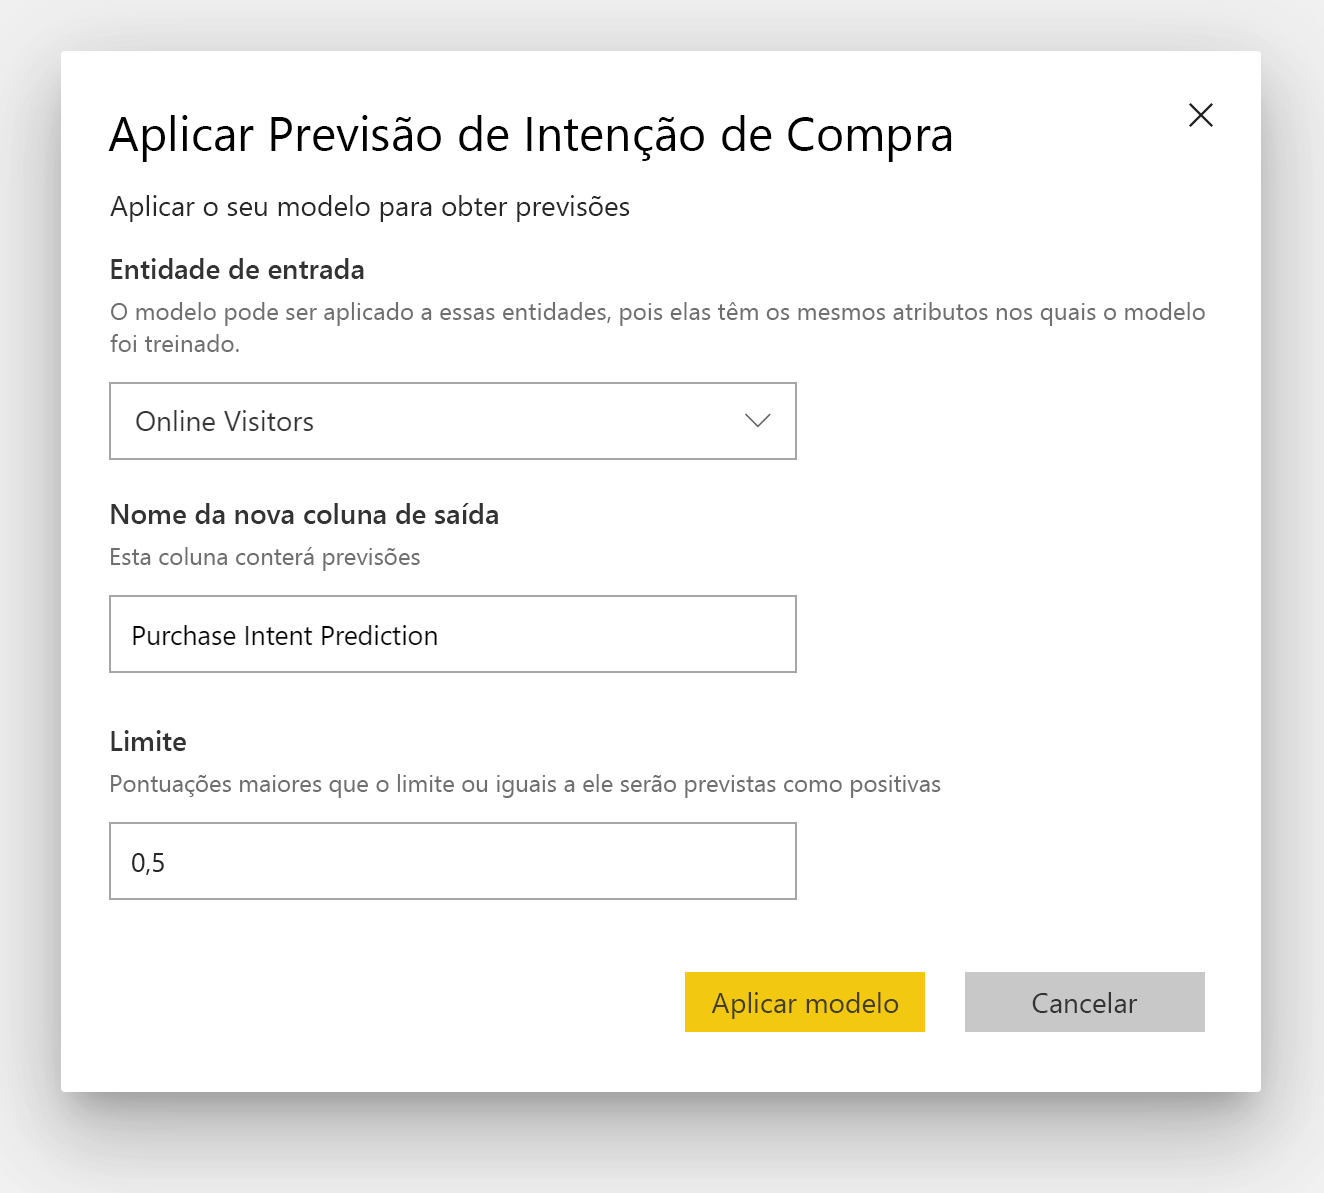 Aplicar Previsão de Intenção de Compra
Aplicar o seu modelo para obter previsões
Entidade de entrada
O modelo pode ser aplicado a essas entidades, pois elas têm os mesmos atributos nos quais o modelo
foi treinado.
Online Visitors
Nome da nova coluna de saída
Esta coluna conterá previsões
Purchase Intent Prediction
Limite
Pontuações maiores que o limite ou iguais a ele serão previstas como positivas
0,5
Aplicar modelo
Cancelar